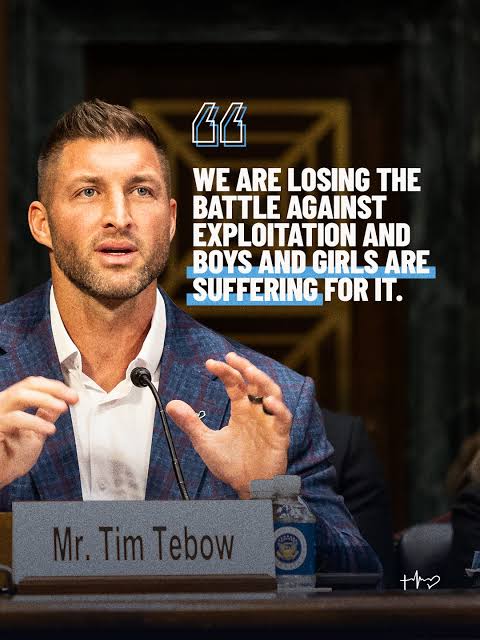 WE ARE LOSING THE
BATTLE AGAINST
EXPLOITATION AND
BOYS AND GIRLS ARE
SUFFERING FOR IT.
Mr. Tim Tebow